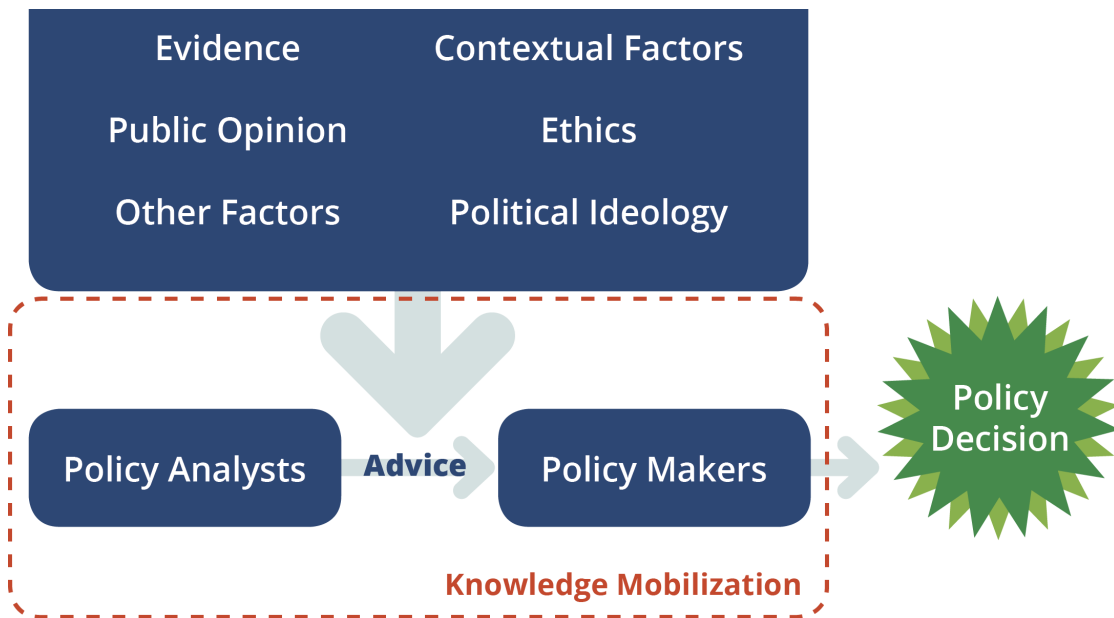 Evidence
Contextual Factors
Public Opinion
Ethics
Other Factors
Political Ideology
Policy Analysts
Advice
Policy Makers
Policy
Decision
Knowledge Mobilization